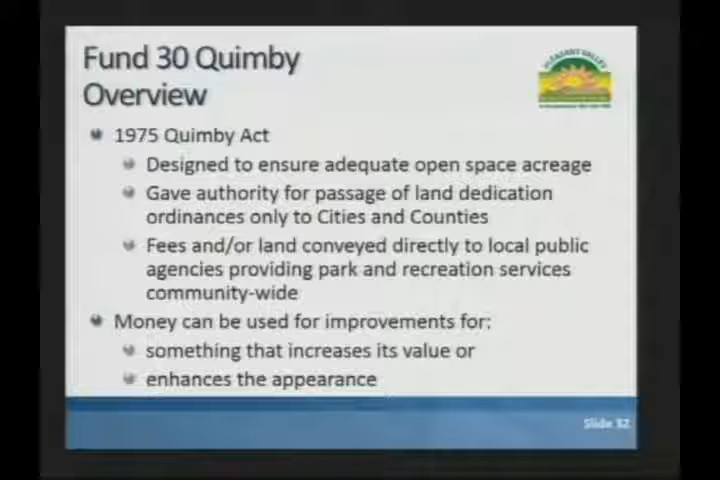 Fund 30 Quimby
Overview
PLEASANT VALLEY
1975 Quimby Act
Designed to ensure adequate open space acreage
Gave authority for passage of land dedication
ordinances only to Cities and Counties
Fees and/or land conveyed directly to local public
agencies providing park and recreation services
community-wide
Money can be used for improvements for:
something that increases its value or
enhances the appearance
Slide 32